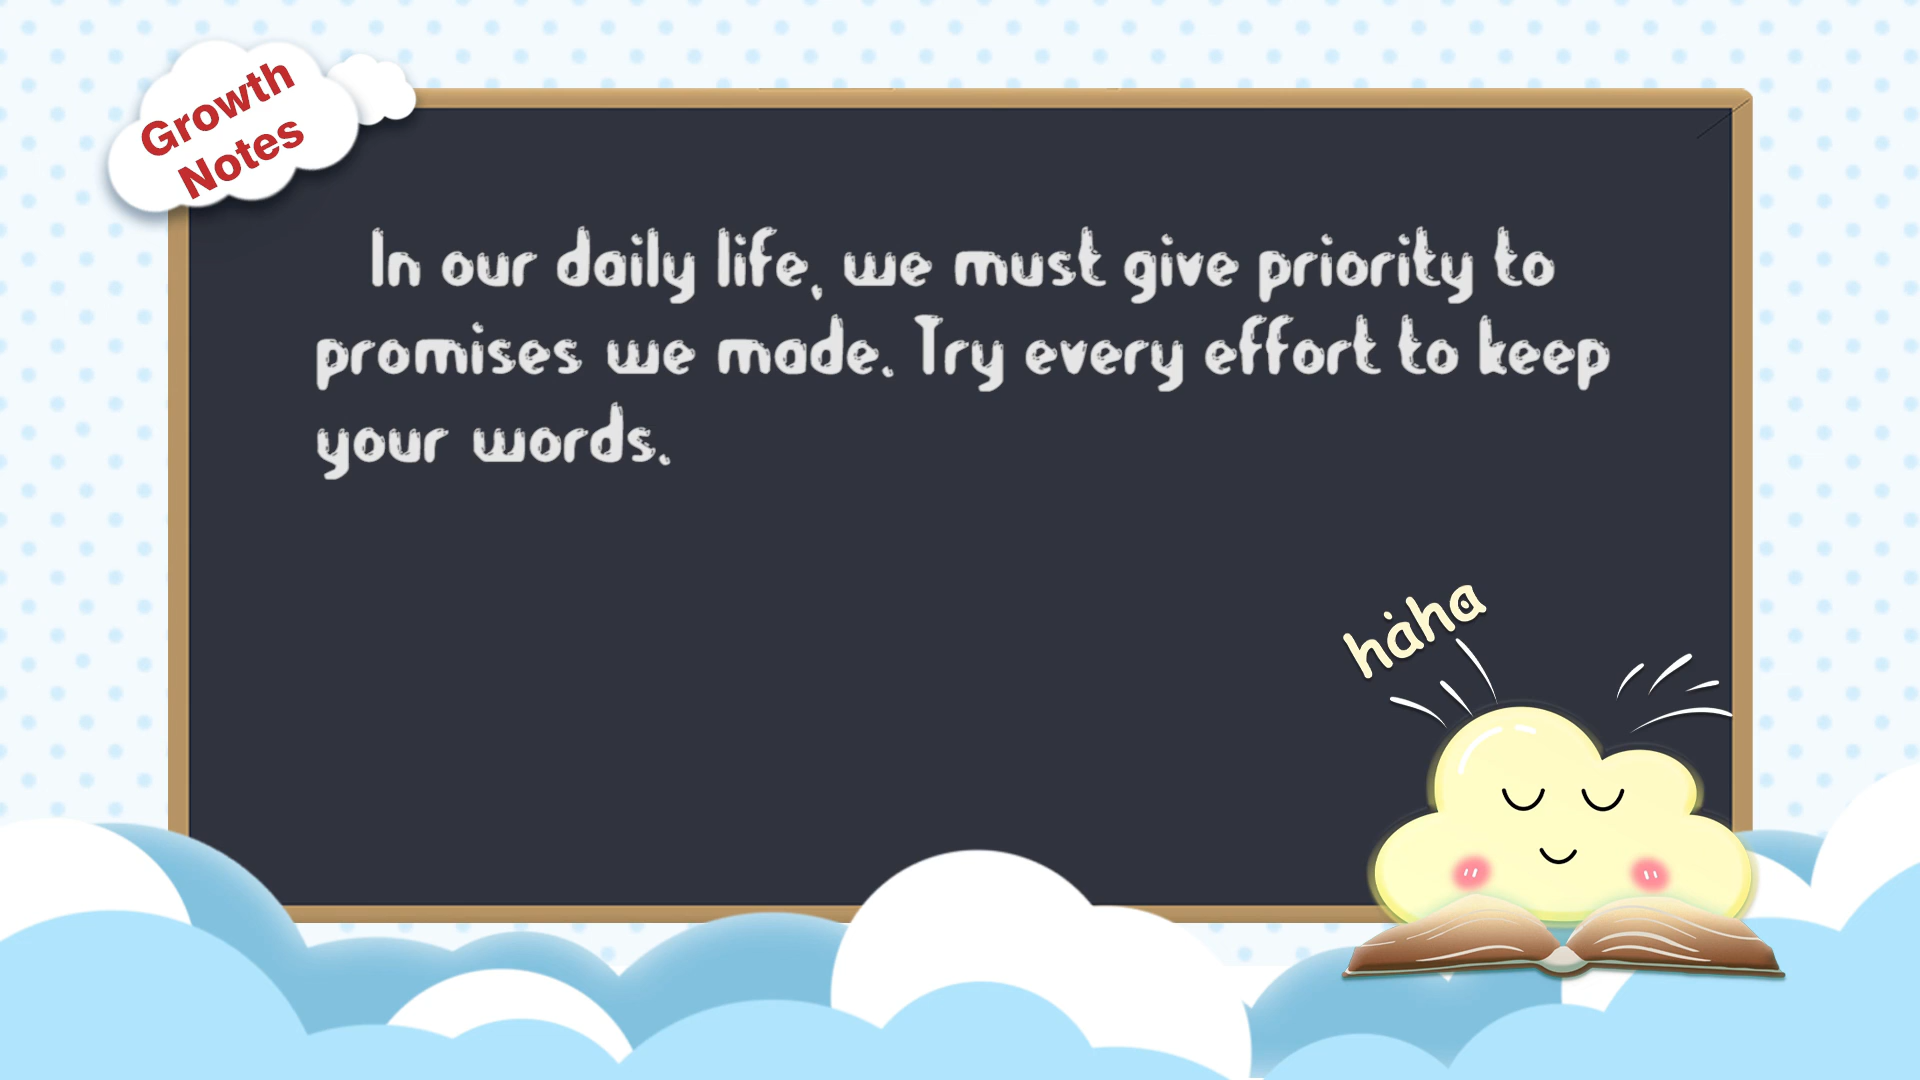 Growth
Notes
In our daily life, we must give priority to
promises we made. Try every effort to keep
your words.
haha